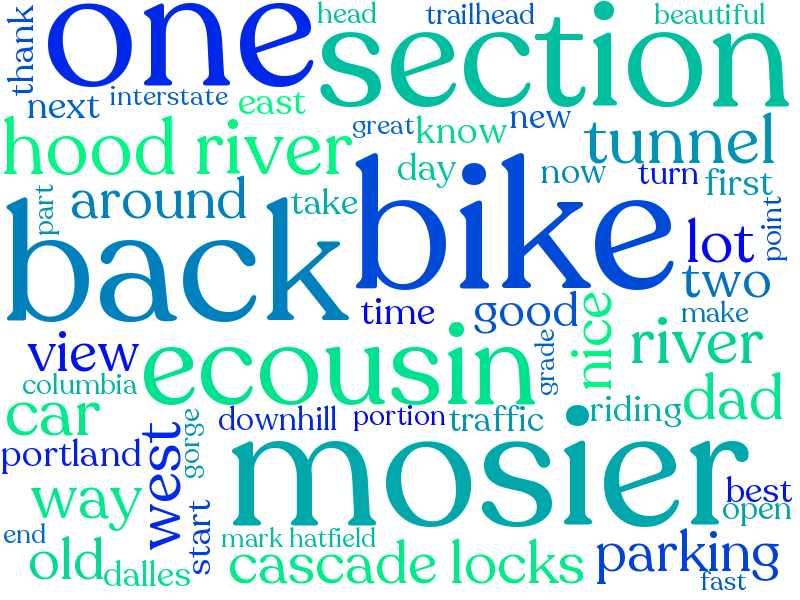 thank
one
head
trailhead
beautiful
section
next
interstate
east
hood river
great
know
new
tunnel
part
around
take
day
now
turn
first
back
bike
lot
point
two
time
good
nice
make
view
columbia
ecousin
grade
river
car
gorge
downhill
portion
traffic
riding
dad
portland
west
mosier
way
best
open
end
start
mark hatfield
old
dalles
cascade locks
parking
fast